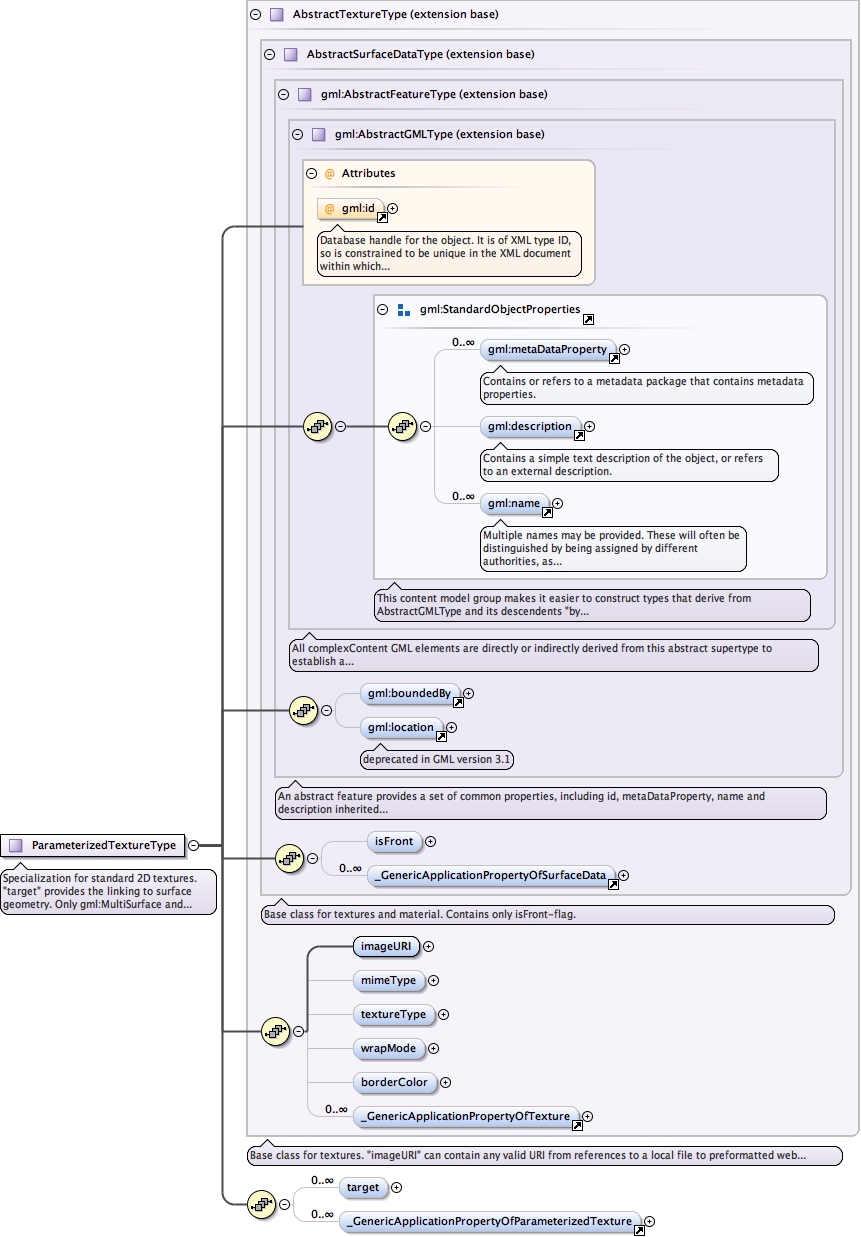 AbstractTextureType (extension base)
AbstractSurfaceDataType (extension base)
gml:AbstractFeatureType (extension base)
gml:AbstractGMLType (extension base)
@ Attributes
@ gml:id
Database handle for the object. It is of XML type ID,
so is constrained to be unique in the XML document
within which...
gml:StandardObjectProperties
0..∞
gml:metaDataProperty
Contains or refers to a metadata package that contains metadata
properties.
gml:description
Contains a simple text description of the object, or refers
to an external description.
0..∞
gml:name
Multiple names may be provided. These will often be
distinguished by being assigned by different
authorities, as...
This content model group makes it easier to construct types that derive from
AbstractGMLType and its descendents "by...
All complexContent GML elements are directly or indirectly derived from this abstract supertype to
establish a...
gml:boundedBy
gml:location
deprecated in GML version 3.1
An abstract feature provides a set of common properties, including id, metaDataProperty, name and
description inherited...
ParameterizedTextureType
Specialization for standard 2D textures.
"target" provides the linking to surface
geometry. Only gml:MultiSurface and...
isFront
0..∞
_GenericApplicationPropertyOfSurfaceData
Base class for textures and material. Contains only isFront-flag.
imageURI
mimeType
textureType
wrapMode
borderColor
0..∞
_GenericApplicationPropertyOfTexture
Base class for textures. "imageURI" can contain any valid URI from references to a local file to preformatted web...
0..∞
target
0..∞
_GenericApplicationPropertyOfParameterizedTexture